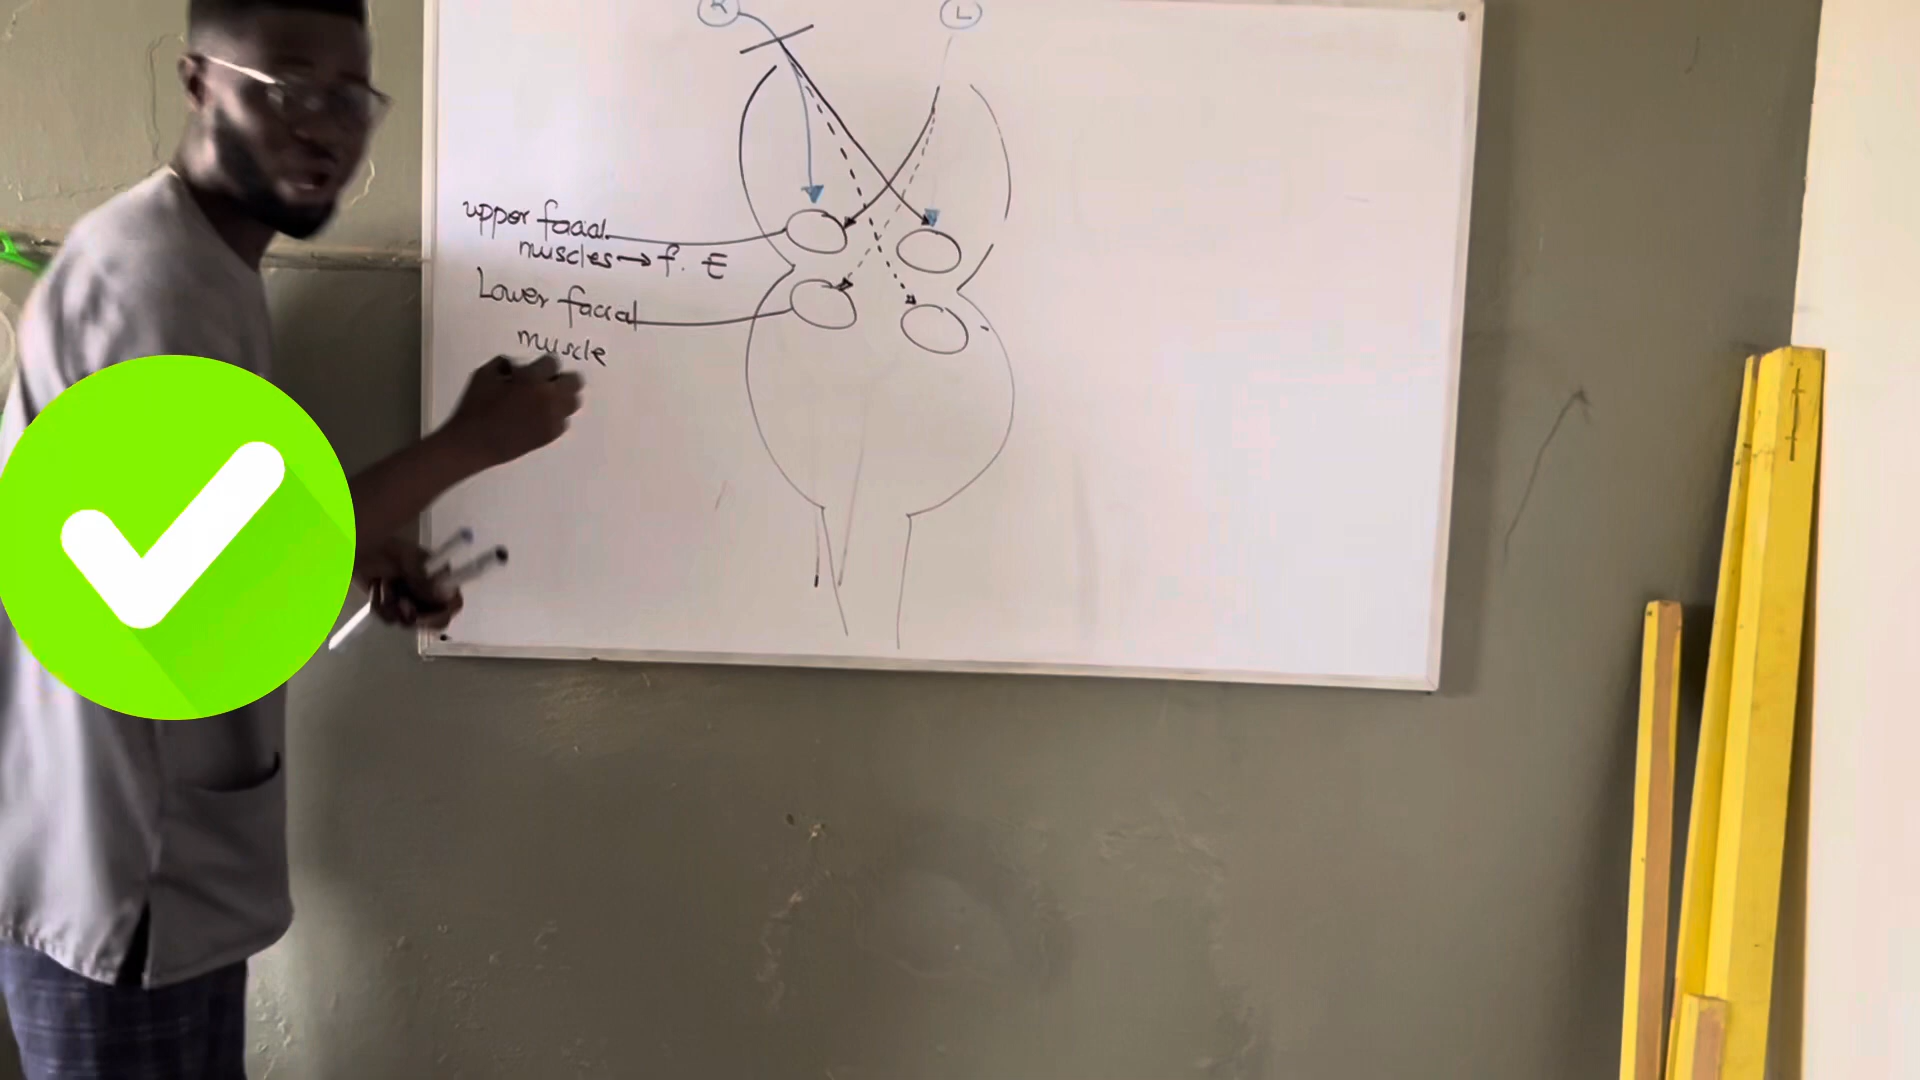 R
L
upper facial
muscles → f. E
Lower facial
muscle